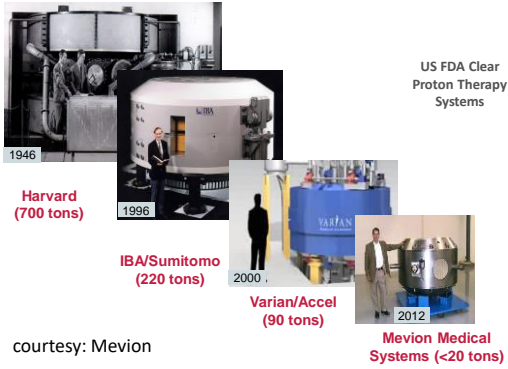 US FDA Clear
Proton Therapy
Systems
1946
Harvard
(700 tons)
IBA
1996
IBA/Sumitomo
(220 tons)
VARIAN
2000
Varian/Accel
(90 tons)
2012
Mevion Medical
Systems (<20 tons)
courtesy: Mevion